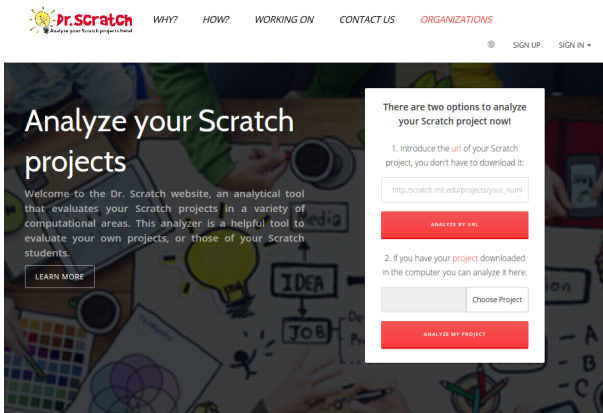 Dr.Scratch
Analyze your Scratch projects here!
WHY?
HOW?
WORKING ON
CONTACT US
ORGANIZATIONS
SIGN UP
SIGN IN
Analyze your Scratch
projects
Welcome to the Dr. Scratch website, an analytical tool
that evaluates your Scratch projects in a variety of
computational areas. This analyzer is a helpful tool to
evaluate your own projects, or those of your Scratch
students.
LEARN MORE
There are two options to analyze
your Scratch project now!
1. Introduce the url of your Scratch
project, you don't have to download it:
http:/scratch.mit.edu/projects/your_numl
ANALYZE BY URL
2. If you have your project downloaded
in the computer you can analyze it here:
Choose Project
ANALYZE MY PROJECT
edia
IDEA
JOB
De
on
A
B
C